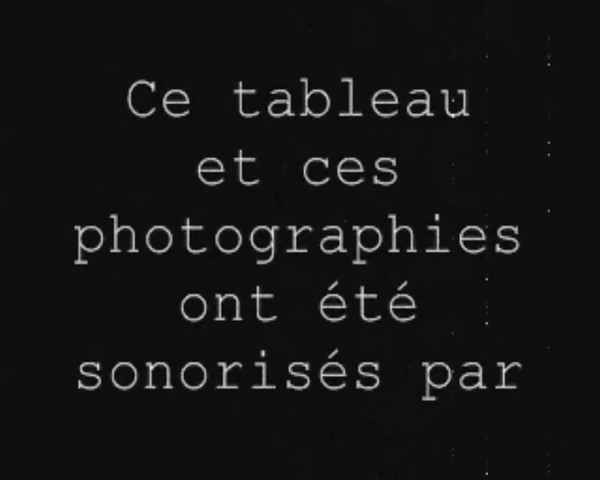 Ce tableau
et ces
photographies
ont été
sonorisés par